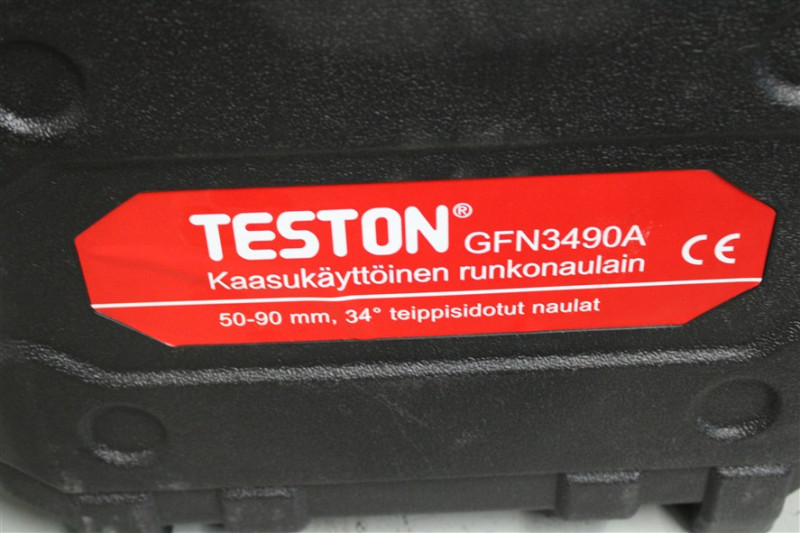 TESTON® GFN3490A CE
Kaasukäyttöinen runkonaulain
50-90 mm, 34° teippisidotut naulat